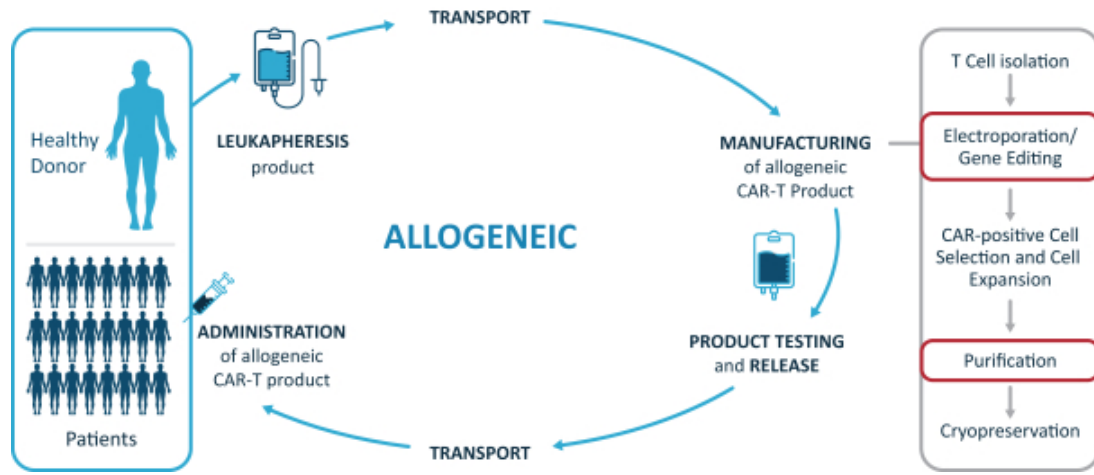 TRANSPORT
Healthy
Donor
LEUKAPHERESIS
product
MANUFACTURING
of allogeneic
CAR-T Product
T Cell isolation
Electroporation/
Gene Editing
CAR-positive Cell
Selection and Cell
Expansion
Purification
Cryopreservation
ALLOGENEIC
PRODUCT TESTING
and RELEASE
TRANSPORT
ADMINISTRATION
of allogeneic
CAR-T product
Patients